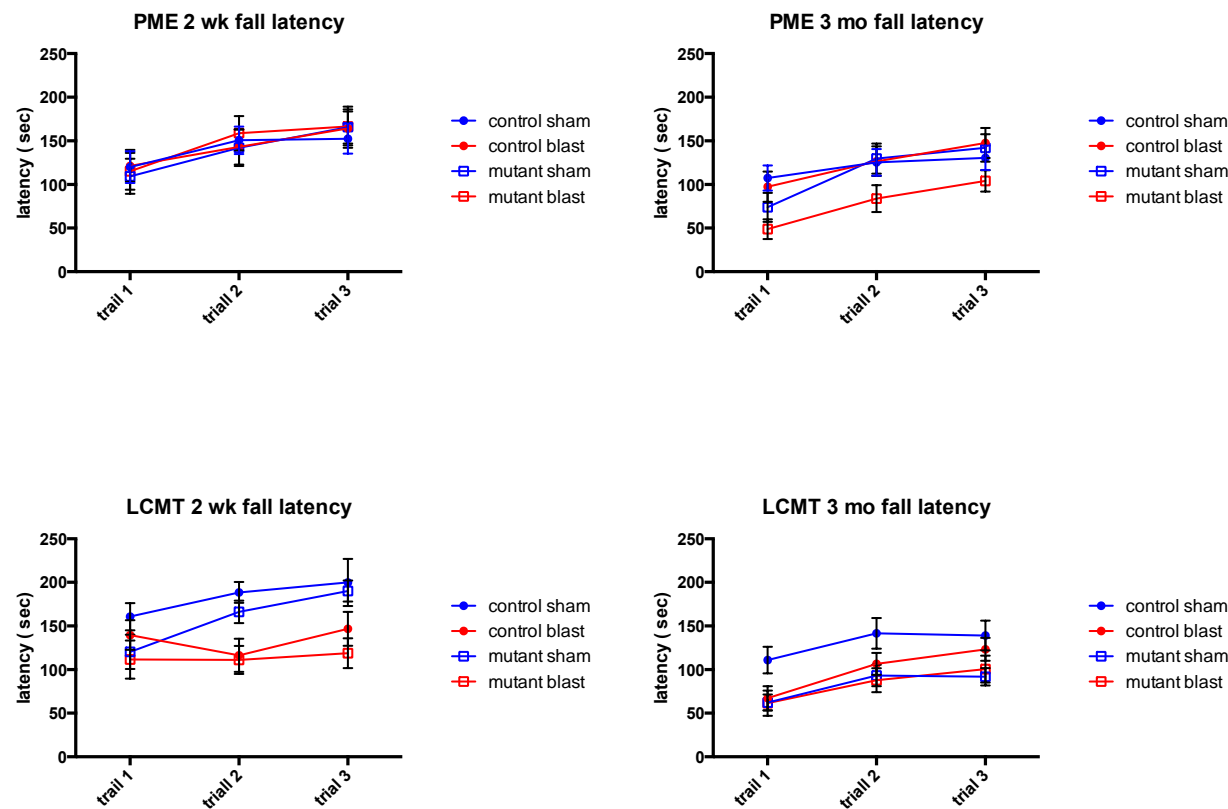 PME 2 wk fall latency
250
200
150
100
50
0
latency ( sec)
trail 1
triall 2
trial 3
control sham
control blast
mutant sham
mutant blast
PME 3 mo fall latency
250
200
150
100
50
0
latency ( sec)
trail 1
triall 2
trial 3
control sham
control blast
mutant sham
mutant blast
LCMT 2 wk fall latency
250
200
150
100
50
0
latency ( sec)
trail 1
triall 2
trial 3
control sham
control blast
mutant sham
mutant blast
LCMT 3 mo fall latency
250
200
150
100
50
0
latency ( sec)
trail 1
triall 2
trial 3
control sham
control blast
mutant sham
mutant blast